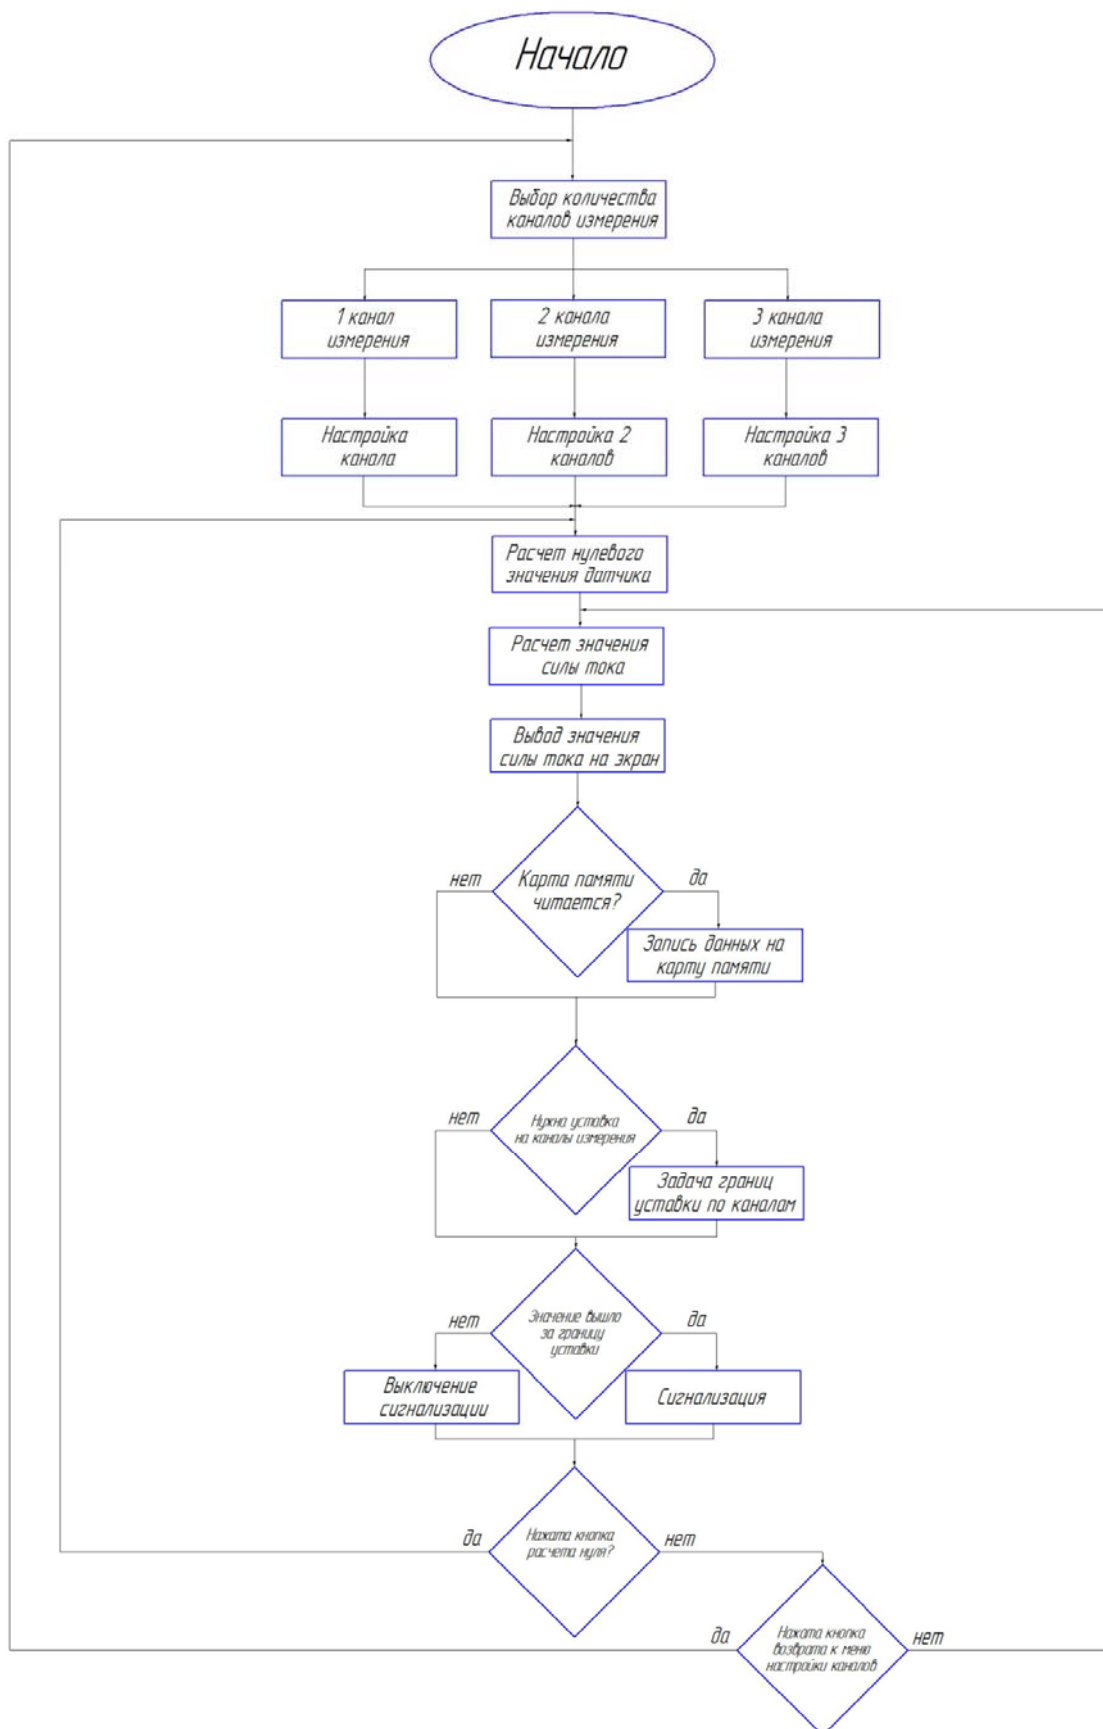 Начало
Выбор количества
каналов измерения
1 канал
измерения
2 канала
измерения
3 канала
измерения
Настройка
канала
Настройка 2
каналов
Настройка 3
каналов
Расчет нулевого
значения датчика
Расчет значения
силы тока
Вывод значения
силы тока на экран
нет
Карта памяти
читается?
да
Запись данных на
карту памяти
нет
Нужна уставка
на каналы измерения
да
Задача границ
уставки по каналам
нет
Значение вышло
за границу
уставки
да
Выключение
сигнализации
Сигнализация
да
Нажата кнопка
расчета нуля?
нет
да
Нажата кнопка
возврата к меню
настройки каналов
нет